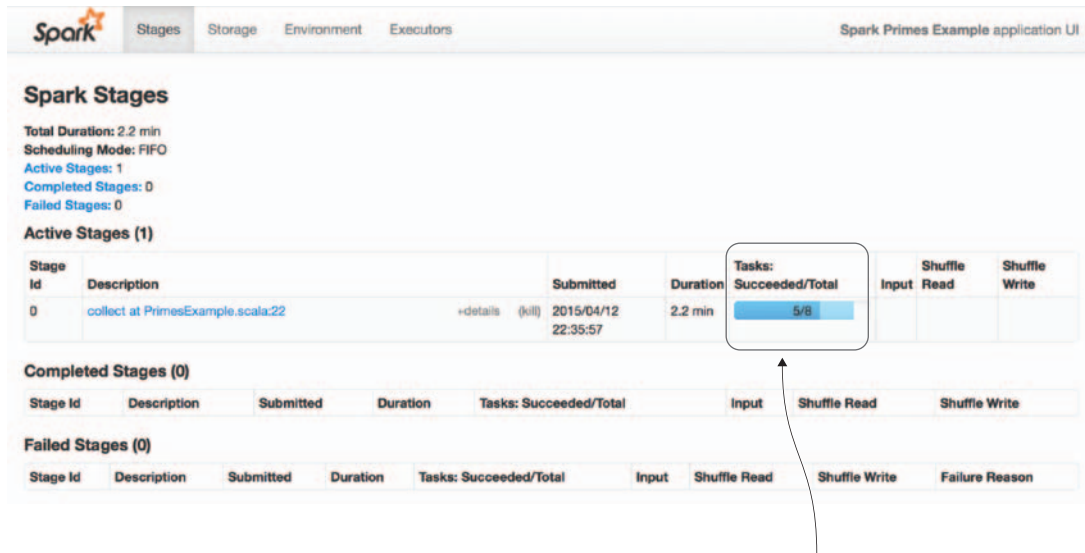 Spark Stages Storage Environment Executors Spark Primes Example application UI
Spark Stages
Total Duration: 2.2 min
Scheduling Mode: FIFO
Active Stages: 1
Completed Stages: 0
Failed Stages: 0
Active Stages (1)
Stage Id Description Submitted Duration Tasks: Succeeded/Total Input Shuffle Read Shuffle Write
0 collect at PrimesExample.scala:22 +details (kill) 2015/04/12 22:35:57 2.2 min 5/8
Completed Stages (0)
Stage Id Description Submitted Duration Tasks: Succeeded/Total Input Shuffle Read Shuffle Write
Failed Stages (0)
Stage Id Description Submitted Duration Tasks: Succeeded/Total Input Shuffle Read Shuffle Write Failure Reason